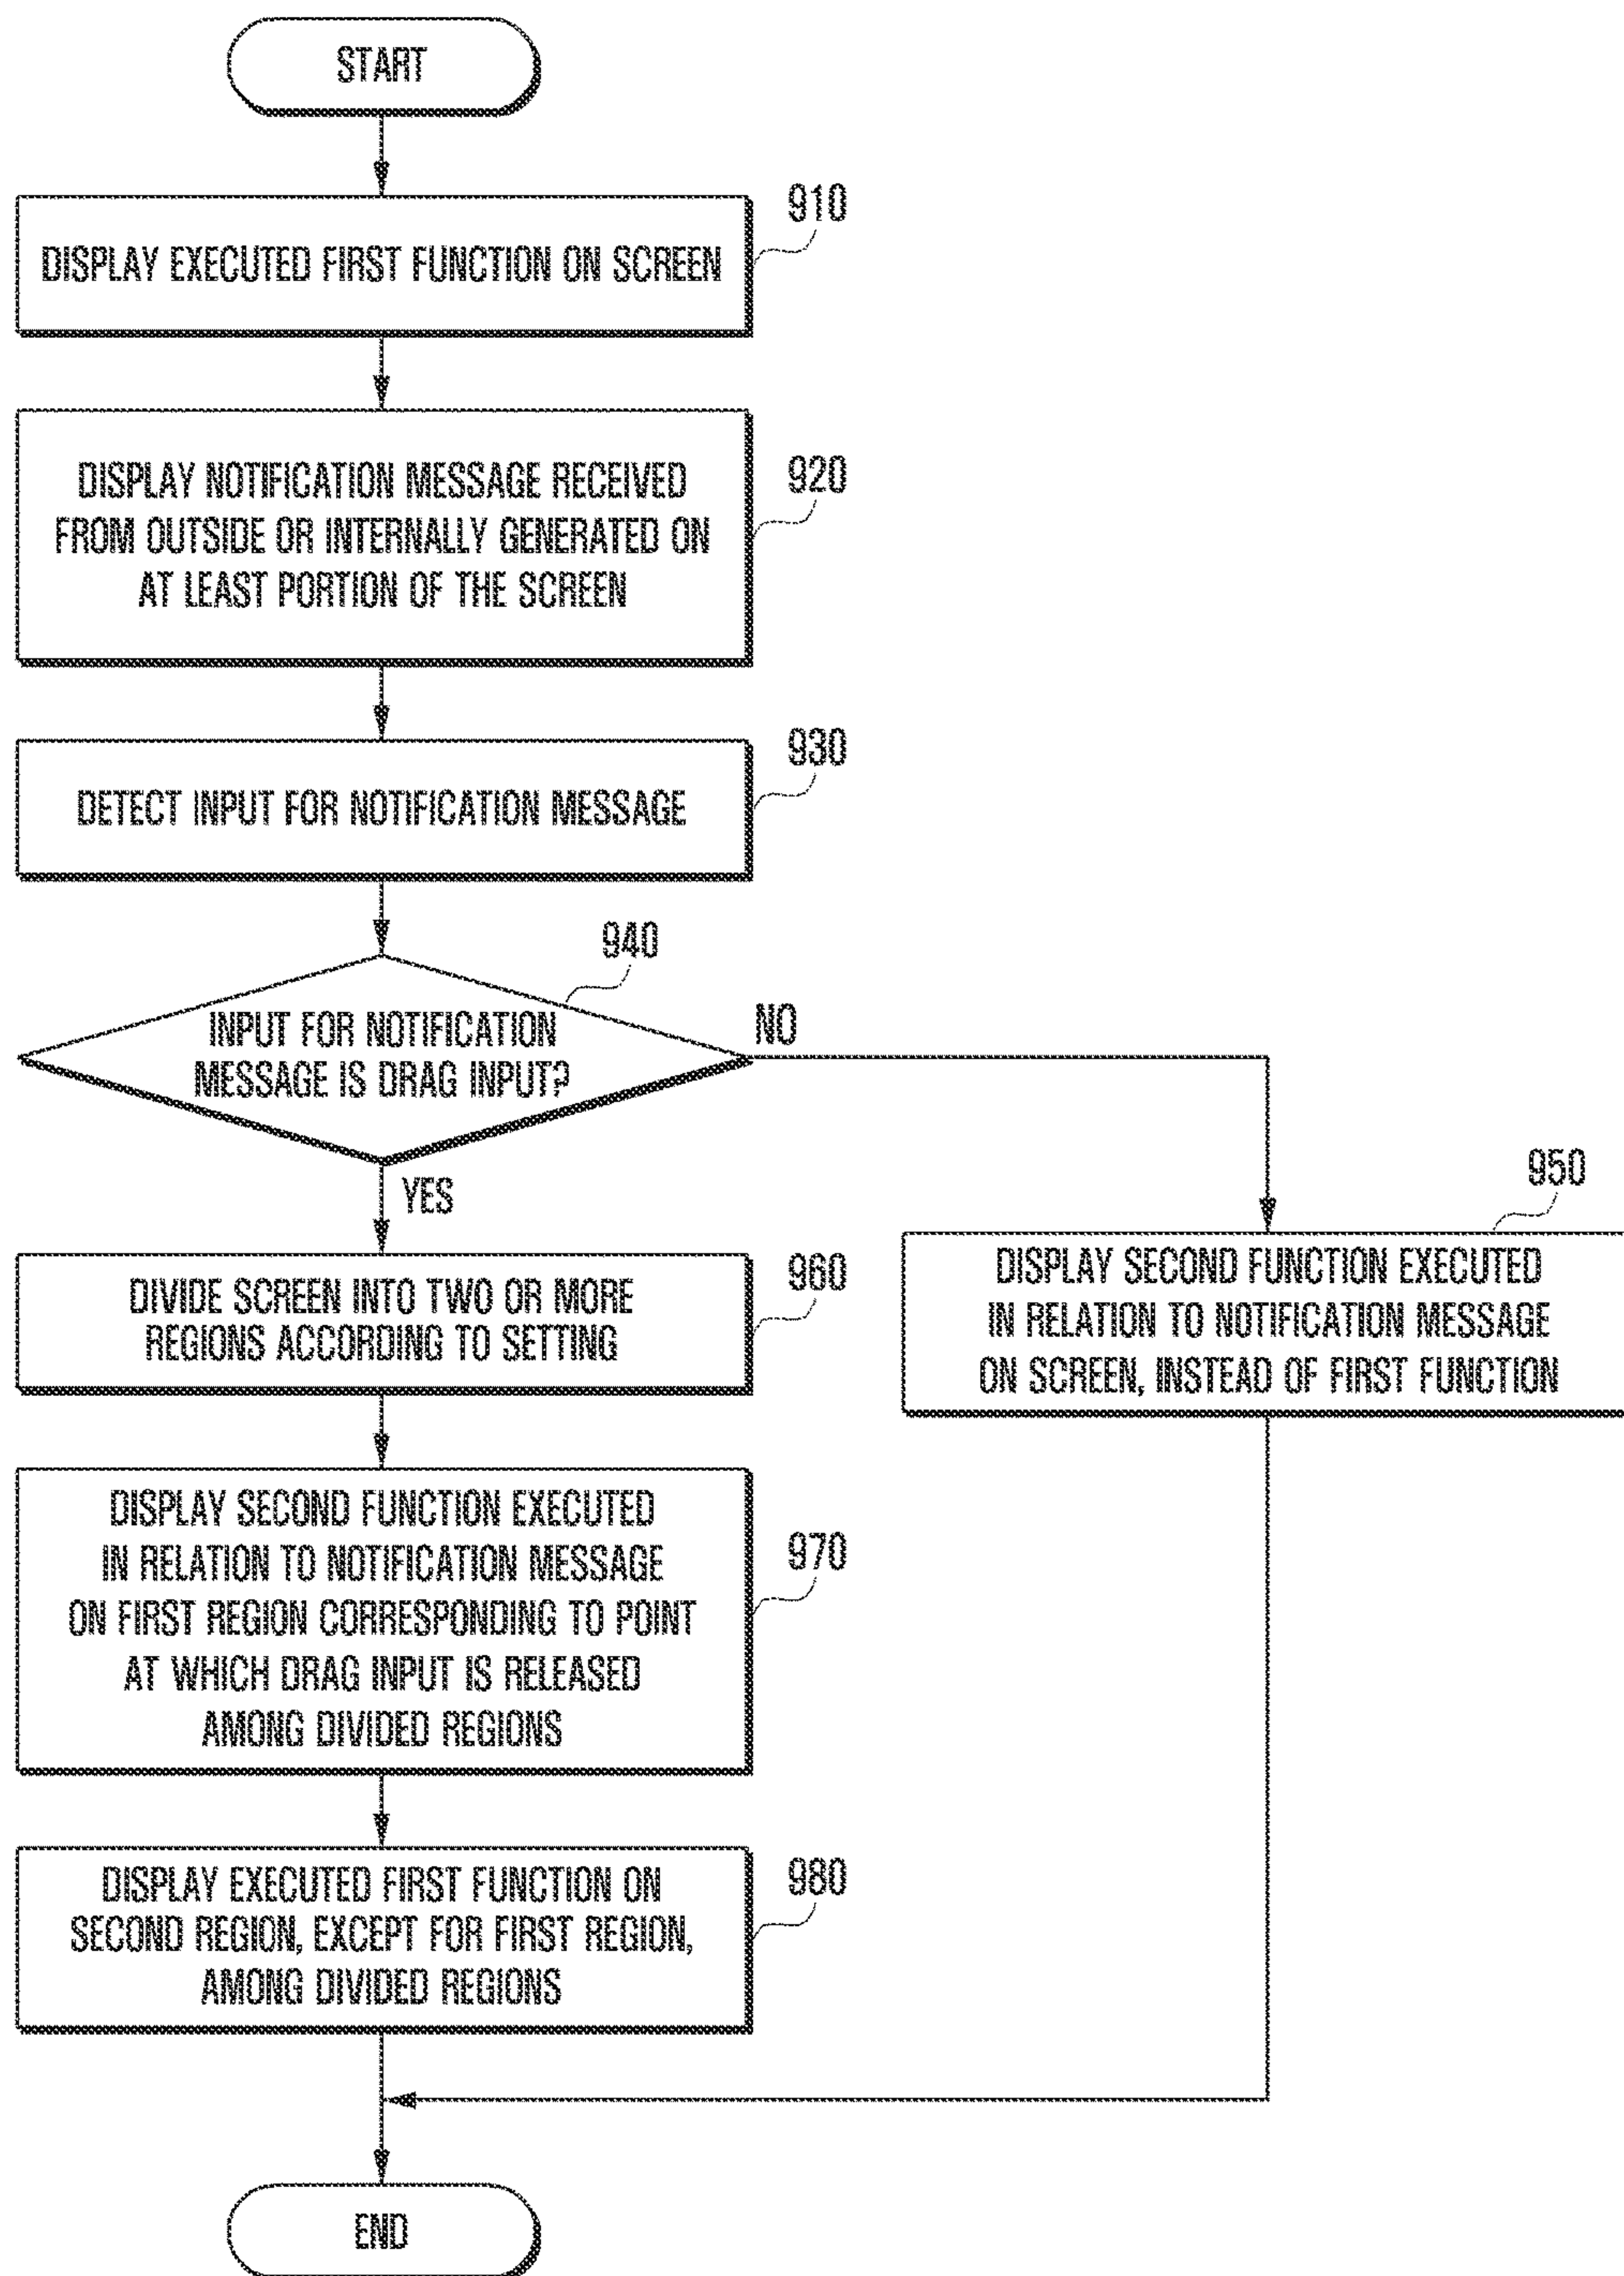 START
910
DISPLAY EXECUTED FIRST FUNCTION ON SCREEN
920
DISPLAY NOTIFICATION MESSAGE RECEIVED
FROM OUTSIDE OR INTERNALLY GENERATED ON
AT LEAST PORTION OF THE SCREEN
930
DETECT INPUT FOR NOTIFICATION MESSAGE
940
INPUT FOR NOTIFICATION
MESSAGE IS DRAG INPUT?
NO
YES
950
DISPLAY SECOND FUNCTION EXECUTED
IN RELATION TO NOTIFICATION MESSAGE
ON SCREEN, INSTEAD OF FIRST FUNCTION
960
DIVIDE SCREEN INTO TWO OR MORE
REGIONS ACCORDING TO SETTING
970
DISPLAY SECOND FUNCTION EXECUTED
IN RELATION TO NOTIFICATION MESSAGE
ON FIRST REGION CORRESPONDING TO POINT
AT WHICH DRAG INPUT IS RELEASED
AMONG DIVIDED REGIONS
980
DISPLAY EXECUTED FIRST FUNCTION ON
SECOND REGION, EXCEPT FOR FIRST REGION,
AMONG DIVIDED REGIONS
END